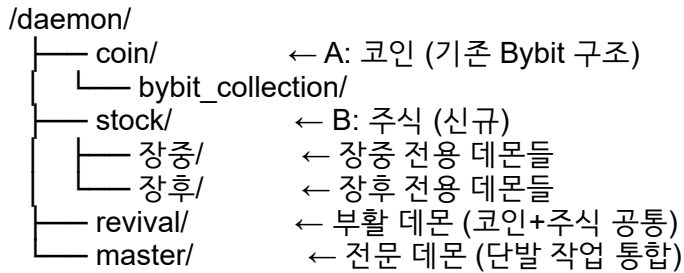 /daemon/
├── coin/ ← A: 코인 (기존 Bybit 구조)
│ └── bybit_collection/
├── stock/ ← B: 주식 (신규)
│ ├── 장중/ ← 장중 전용 데몬들
│ └── 장후/ ← 장후 전용 데몬들
├── revival/ ← 부활 데몬 (코인+주식 공통)
└── master/ ← 전문 데몬 (단발 작업 통합)